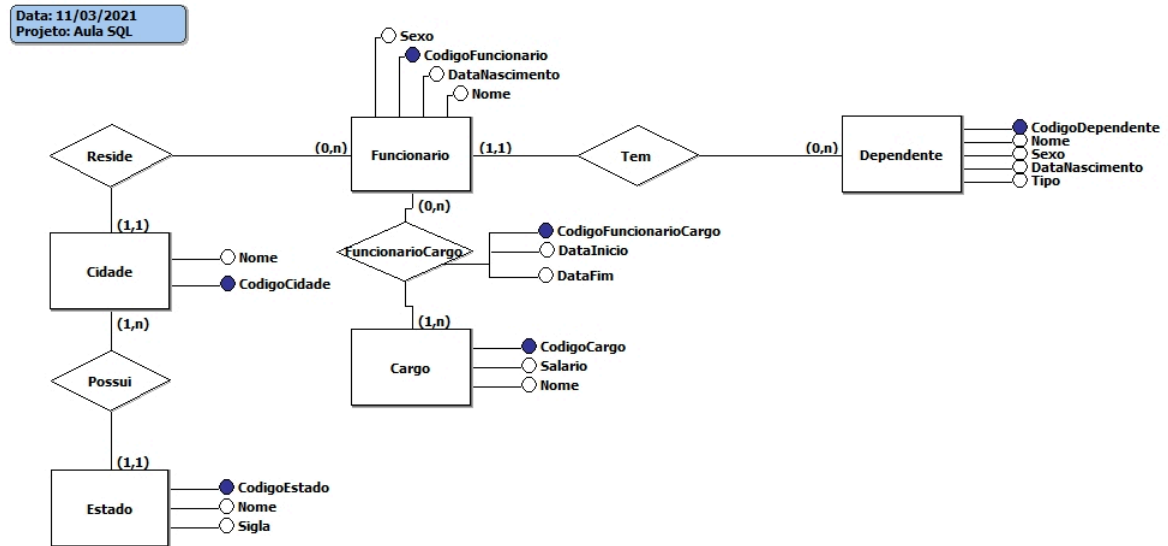 Data: 11/03/2021
Projeto: Aula SQL
Sexo
CodigoFuncionario
DataNascimento
Nome
Reside
(0,n)
Funcionario
(1,1)
Tem
(0,n)
Dependente
CodigoDependente
Nome
Sexo
DataNascimento
Tipo
(0,n)
(1,1)
FuncionarioCargo
CodigoFuncionarioCargo
DataInicio
DataFim
Cidade
Nome
CodigoCidade
(1,n)
(1,n)
Cargo
CodigoCargo
Salario
Nome
Possui
(1,1)
Estado
CodigoEstado
Nome
Sigla